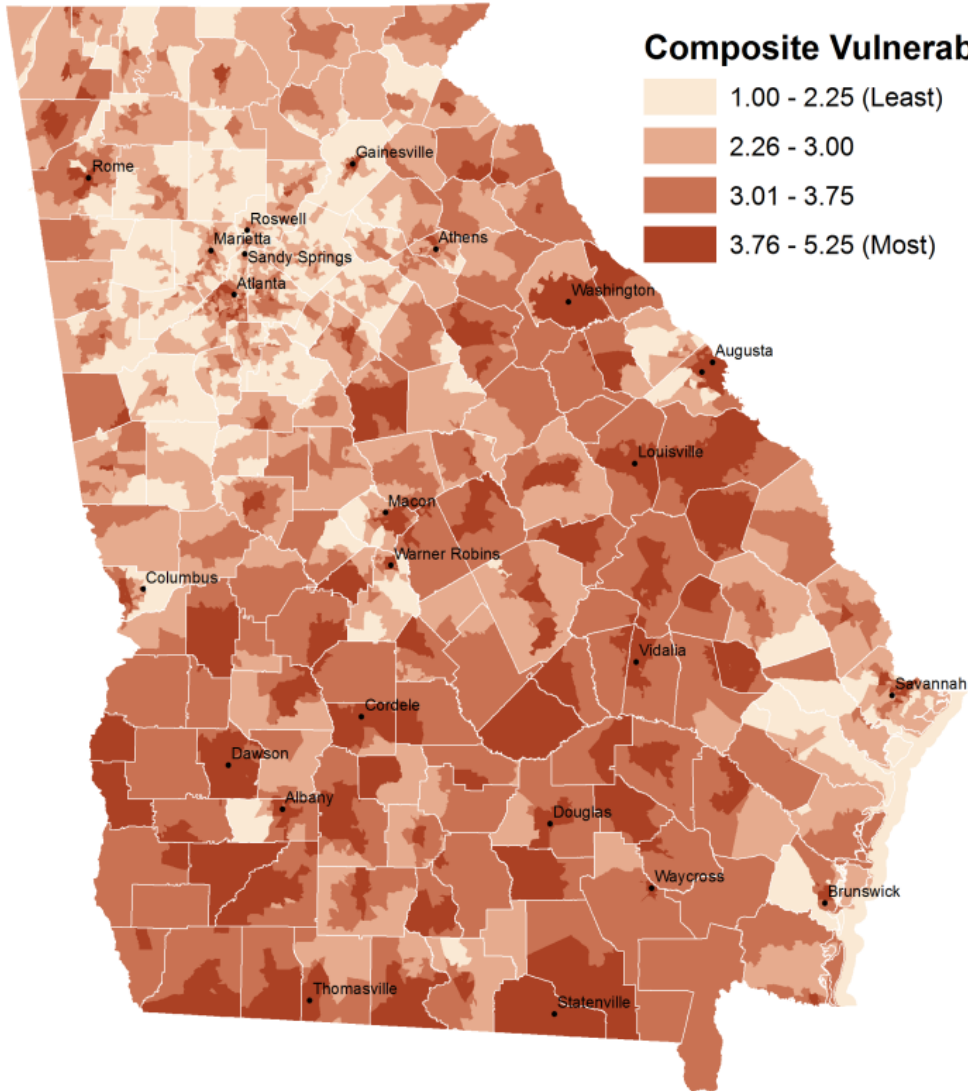 Composite Vulnerab
1.00 - 2.25 (Least)
2.26 - 3.00
3.01 - 3.75
3.76 - 5.25 (Most)
Gainesville
Rome
Roswell
Marietta
Athens
Sandy Springs
Atlanta
Washington
Augusta
Louisville
Macon
Warner Robins
Columbus
Vidalia
Savannah
Cordele
Dawson
Albany
Douglas
Waycross
Brunswick
Thomasville
Statenville